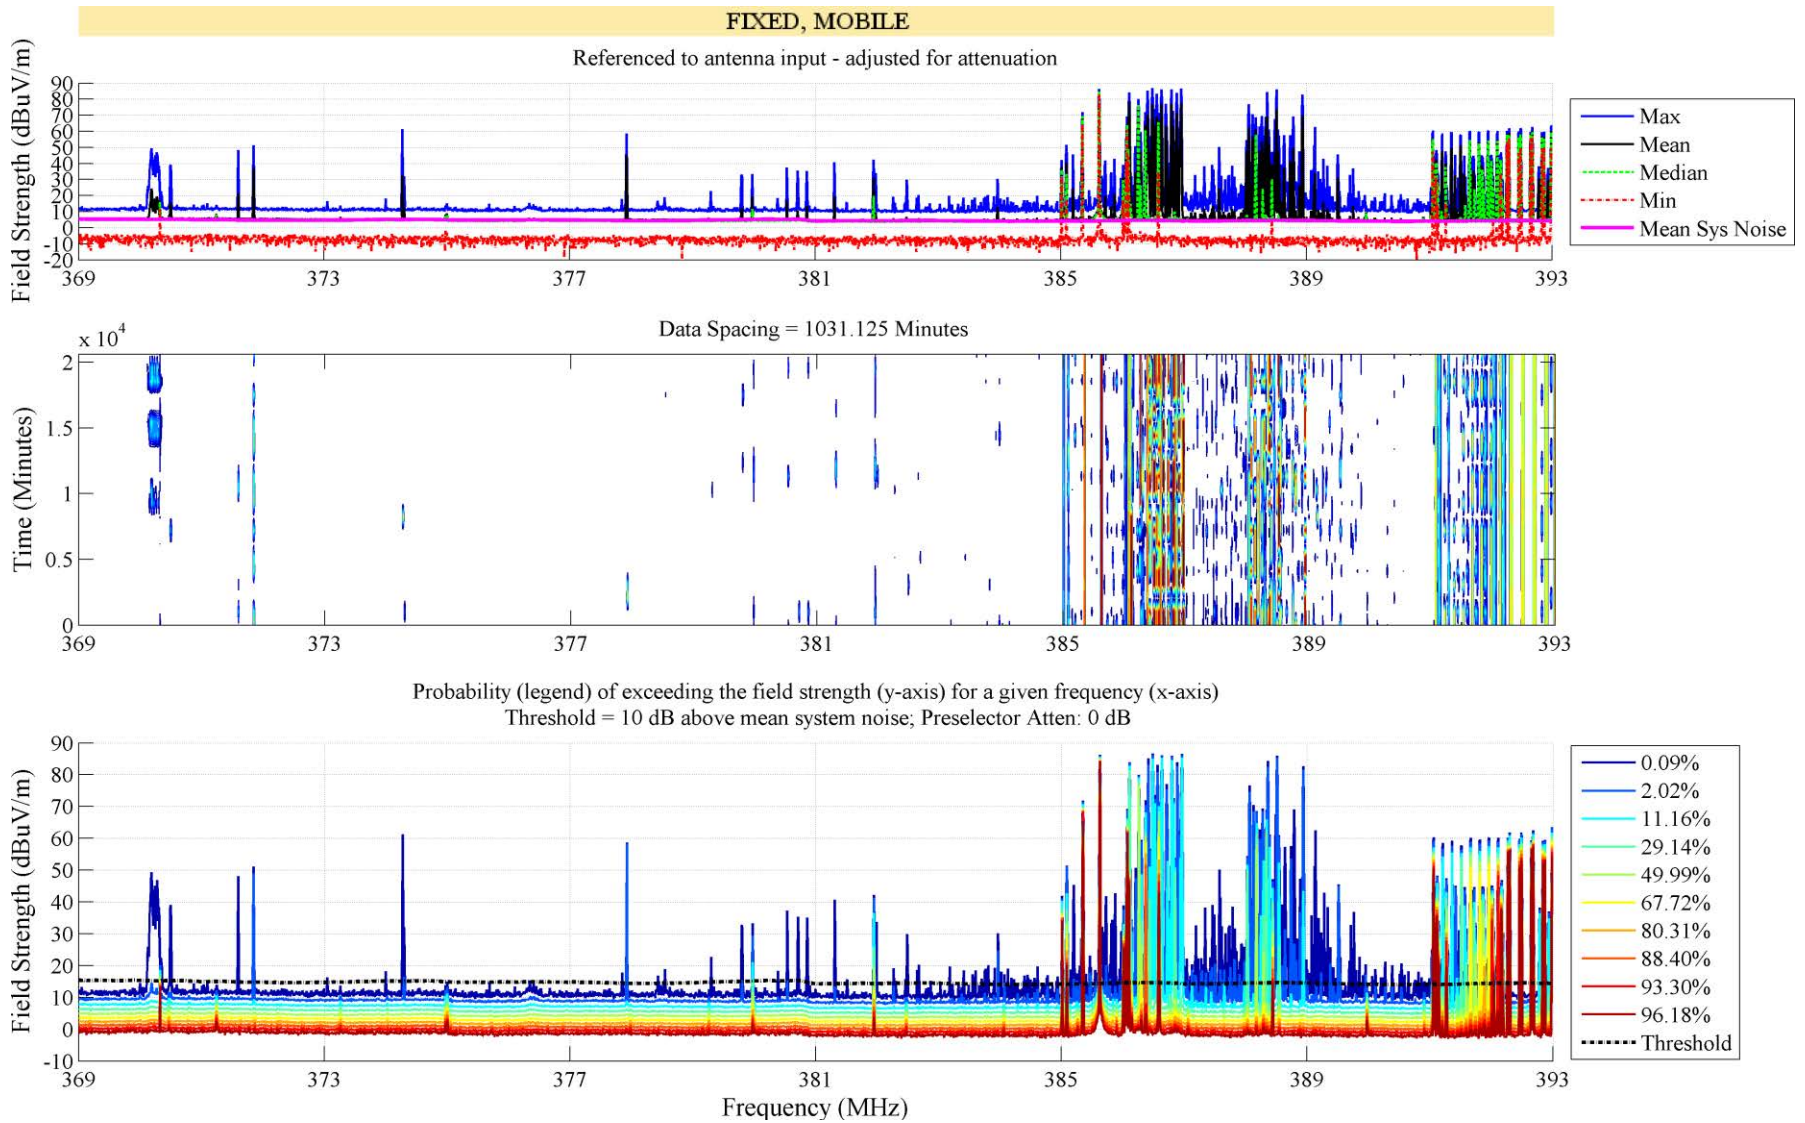 FIXED, MOBILE
Referenced to antenna input - adjusted for attenuation
Field Strength (dBuV/m)
90
80
70
60
50
40
30
20
10
0
-10
-20
369 373 377 381 385 389 393
Max
Mean
Median
Min
Mean Sys Noise
Data Spacing = 1031.125 Minutes
x 10^4
Time (Minutes)
2
1.5
1
0.5
0
369 373 377 381 385 389 393
Probability (legend) of exceeding the field strength (y-axis) for a given frequency (x-axis)
Threshold = 10 dB above mean system noise; Preselector Atten: 0 dB
Field Strength (dBuV/m)
90
80
70
60
50
40
30
20
10
0
-10
369 373 377 381 385 389 393
Frequency (MHz)
0.09%
2.02%
11.16%
29.14%
49.99%
67.72%
80.31%
88.40%
93.30%
96.18%
Threshold